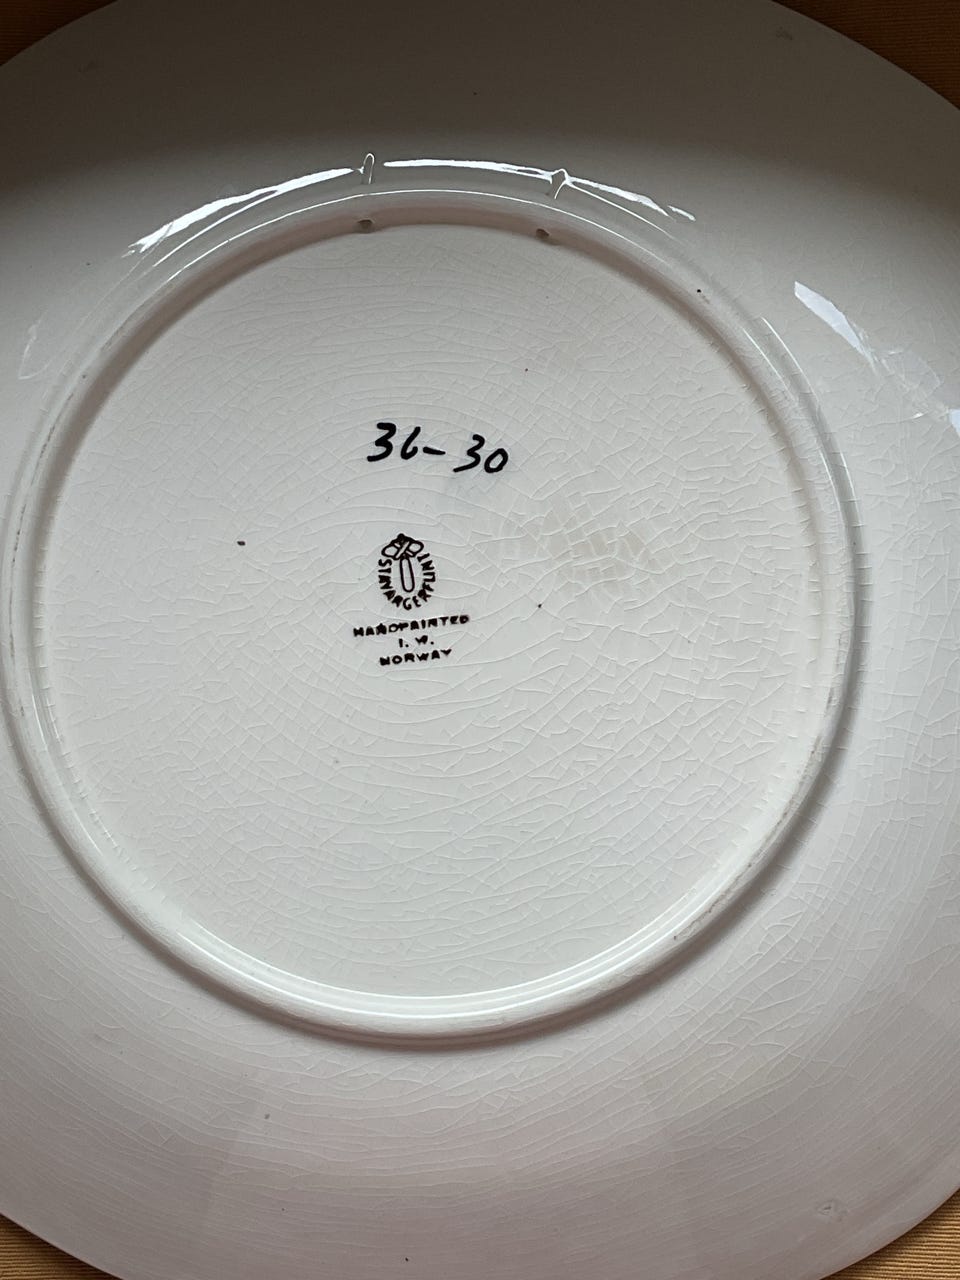 36-30
STAVANGERFLINT
HANDPAINTED
I. W.
NORWAY